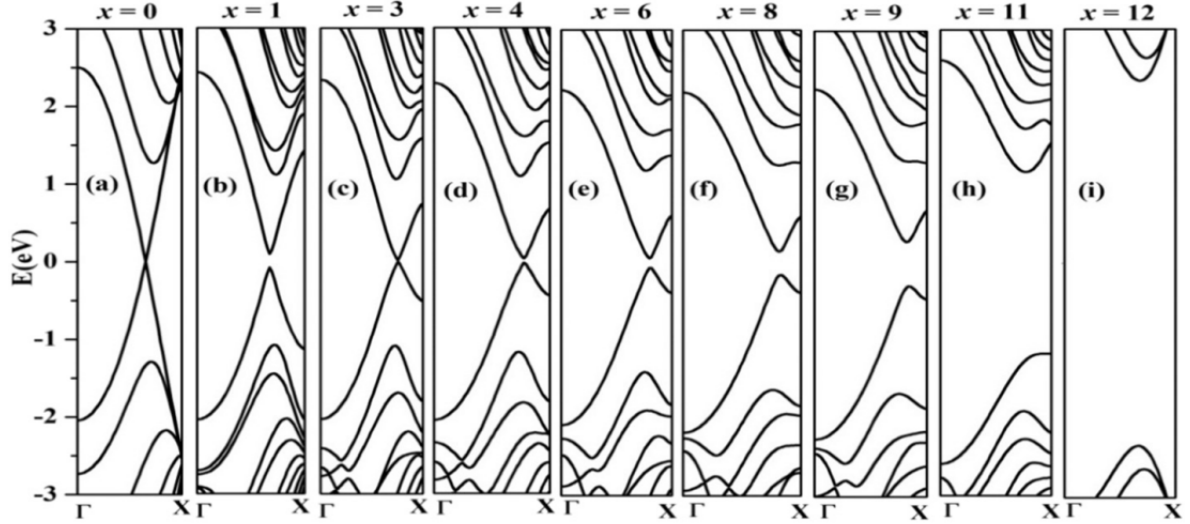 x = 0 x = 1 x = 3 x = 4 x = 6 x = 8 x = 9 x = 11 x = 12
3
2
1
0
-1
-2
-3
E(eV)
(a) (b) (c) (d) (e) (f) (g) (h) (i)
Γ X Γ X Γ X Γ X Γ X Γ X Γ X Γ X Γ X